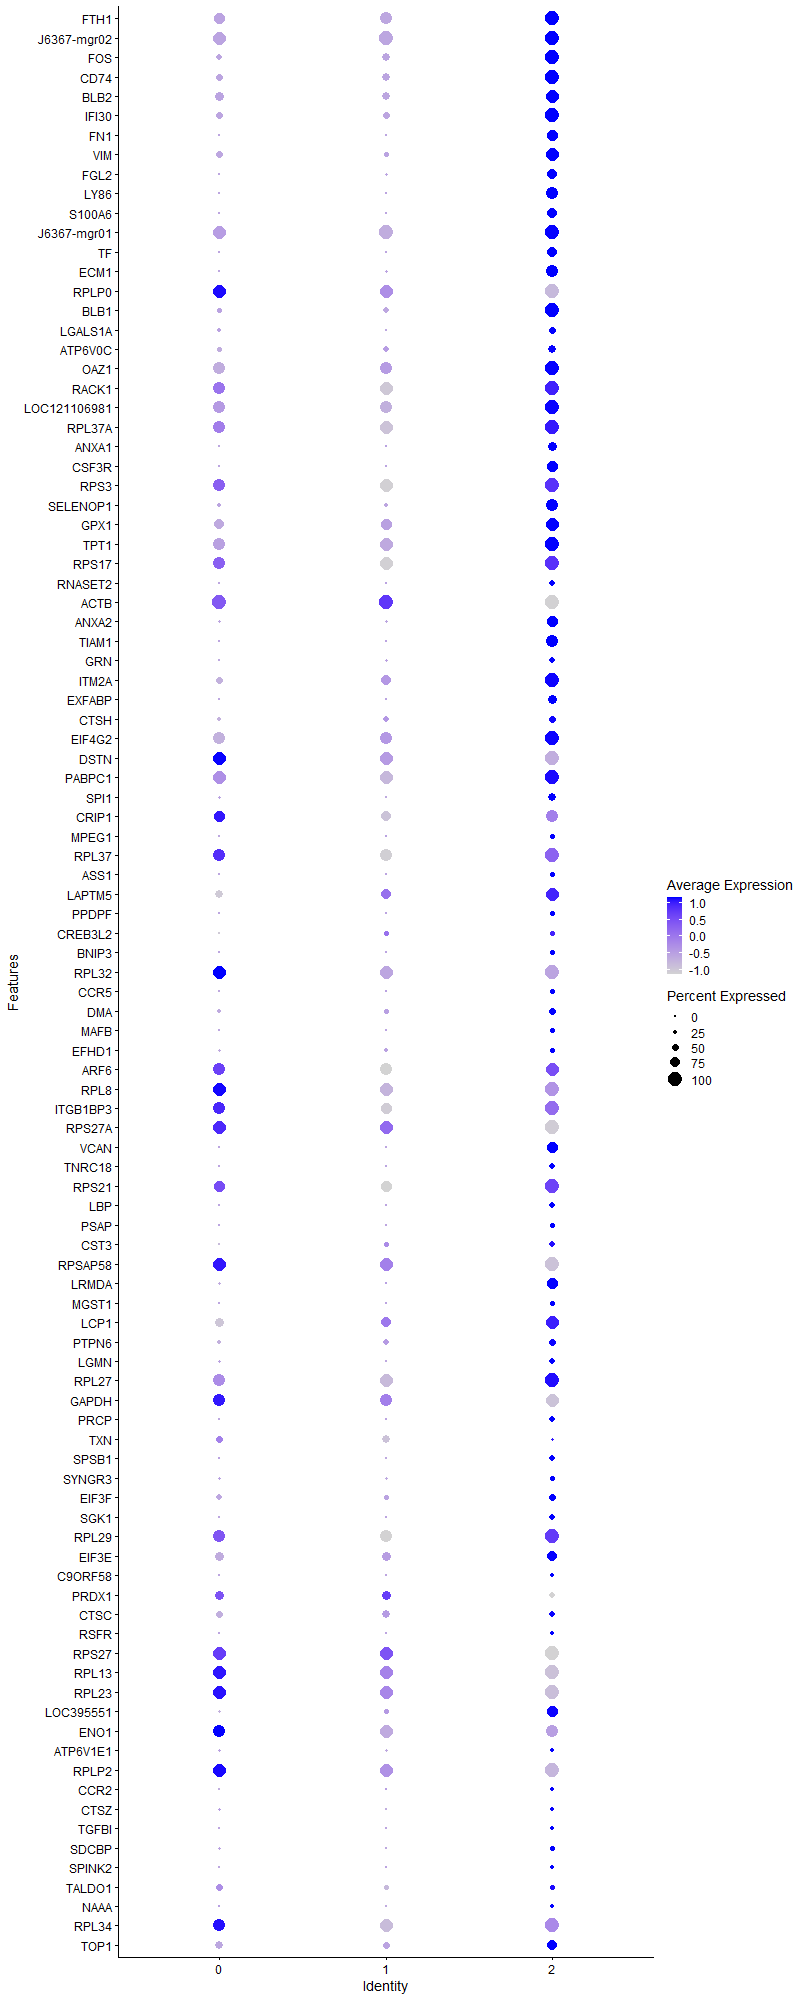 FTH1
J6367-mgr02
FOS
CD74
BLB2
IFI30
FN1
VIM
FGL2
LY86
S100A6
J6367-mgr01
TF
ECM1
RPLP0
BLB1
LGALS1A
ATP6V0C
OAZ1
RACK1
LOC121106981
RPL37A
ANXA1
CSF3R
RPS3
SELENOP1
GPX1
TPT1
RPS17
RNASET2
ACTB
ANXA2
TIAM1
GRN
ITM2A
EXFABP
CTSH
EIF4G2
DSTN
PABPC1
SPI1
CRIP1
MPEG1
RPL37
ASS1
LAPTM5
PPDPF
CREB3L2
BNIP3
RPL32
CCR5
DMA
MAFB
EFHD1
ARF6
RPL8
ITGB1BP3
RPS27A
VCAN
TNRC18
RPS21
LBP
PSAP
CST3
RPSAP58
LRMDA
MGST1
LCP1
PTPN6
LGMN
RPL27
GAPDH
PRCP
TXN
SPSB1
SYNGR3
EIF3F
SGK1
RPL29
EIF3E
C9ORF58
PRDX1
CTSC
RSFR
RPS27
RPL13
RPL23
LOC395551
ENO1
ATP6V1E1
RPLP2
CCR2
CTSZ
TGFBI
SDCBP
SPINK2
TALDO1
NAAA
RPL34
TOP1
Features
0 1 2
Identity
Average Expression
1.0
0.5
0.0
-0.5
-1.0
Percent Expressed
0
25
50
75
100